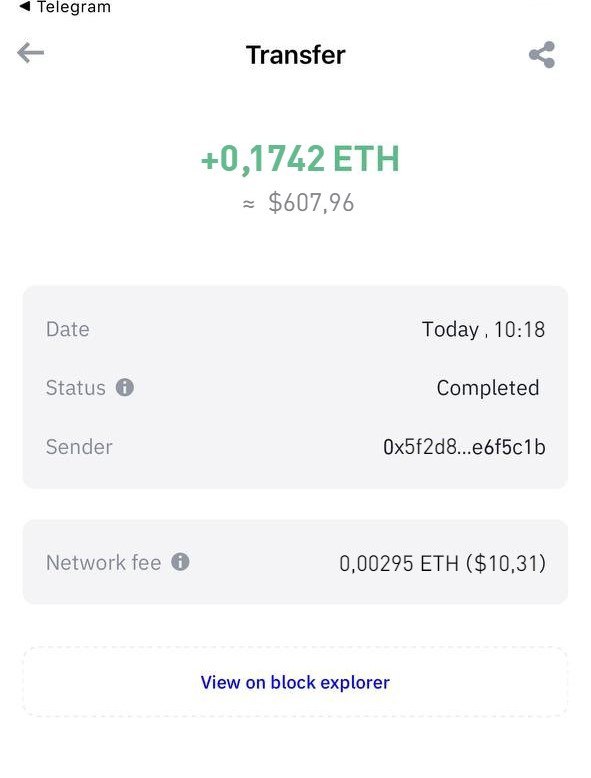 ◄ Telegram
Transfer
+0,1742 ETH
≈ $607,96
Date Today , 10:18
Status Completed
Sender 0x5f2d8...e6f5c1b
Network fee 0,00295 ETH ($10,31)
View on block explorer